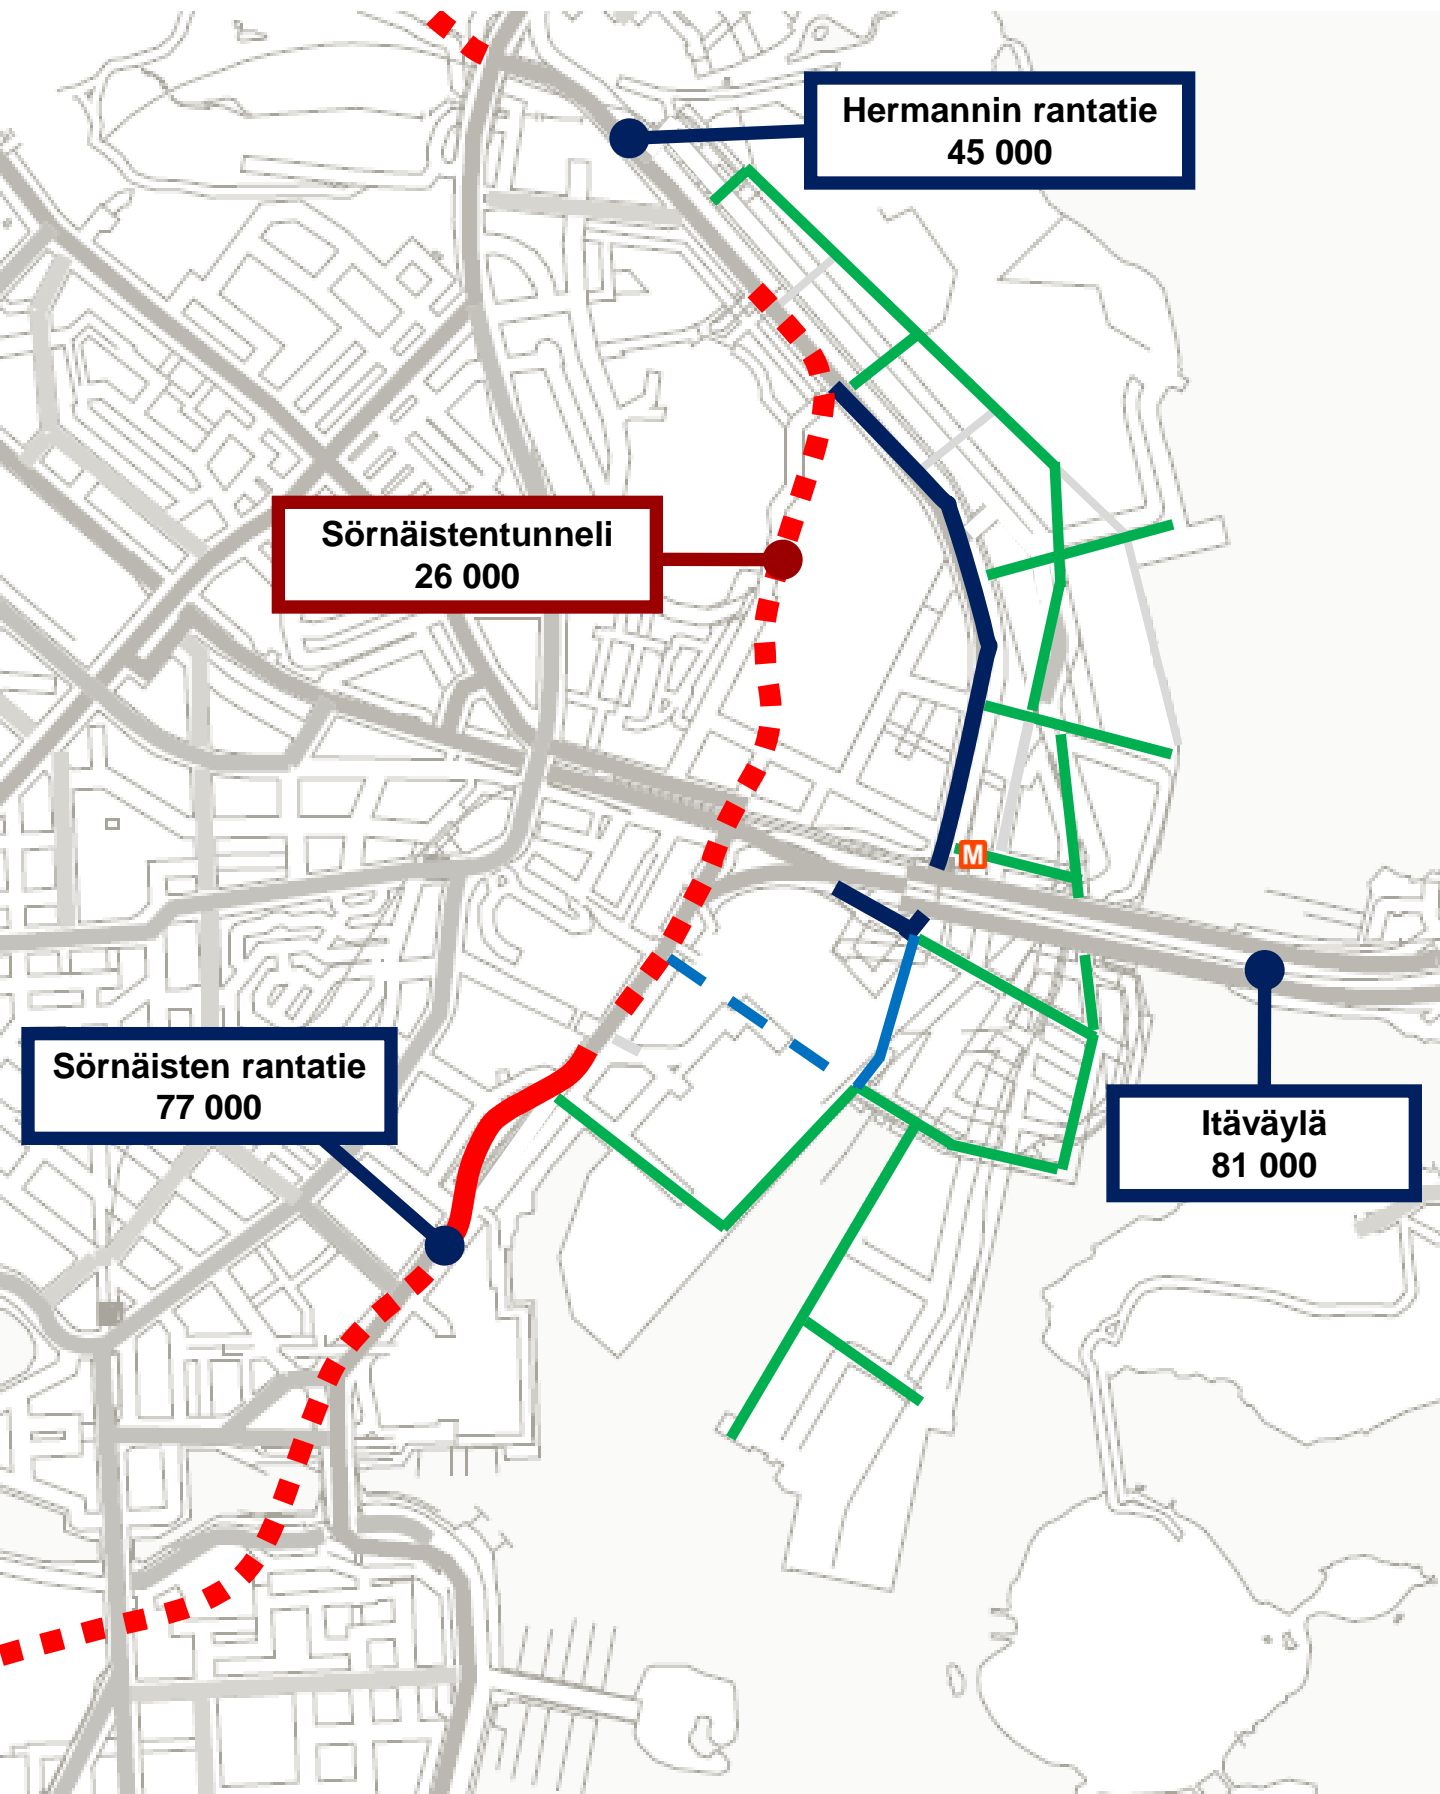 Hermannin rantatie
45 000
Sörnäistentunneli
26 000
M
Sörnäisten rantatie
77 000
Itäväylä
81 000